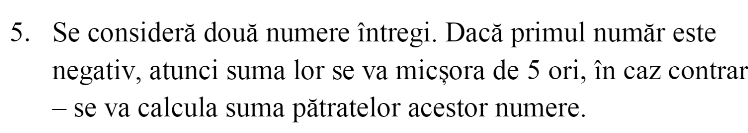 5. Se consideră două numere întregi. Dacă primul număr este
negativ, atunci suma lor se va micșora de 5 ori, în caz contrar
– se va calcula suma pătratelor acestor numere.